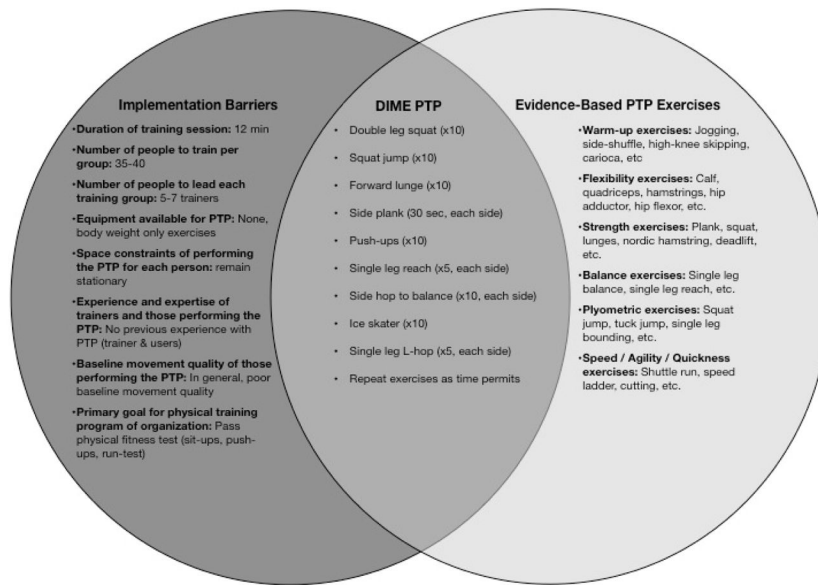 Implementation Barriers
•Duration of training session: 12 min
•Number of people to train per
group: 35-40
•Number of people to lead each
training group: 5-7 trainers
•Equipment available for PTP: None,
body weight only exercises
•Space constraints of performing
the PTP for each person: remain
stationary
•Experience and expertise of
trainers and those performing the
PTP: No previous experience with
PTP (trainer & users)
•Baseline movement quality of those
performing the PTP: In general, poor
baseline movement quality
•Primary goal for physical training
program of organization: Pass
physical fitness test (sit-ups, push-
ups, run-test)
DIME PTP
• Double leg squat (x10)
• Squat jump (x10)
• Forward lunge (x10)
• Side plank (30 sec, each side)
• Push-ups (x10)
• Single leg reach (x5, each side)
• Side hop to balance (x10, each side)
• Ice skater (x10)
• Single leg L-hop (x5, each side)
• Repeat exercises as time permits
Evidence-Based PTP Exercises
•Warm-up exercises: Jogging,
side-shuffle, high-knee skipping,
carioca, etc
•Flexibility exercises: Calf,
quadriceps, hamstrings, hip
adductor, hip flexor, etc.
•Strength exercises: Plank, squat,
lunges, nordic hamstring, deadlift,
etc.
•Balance exercises: Single leg
balance, single leg reach, etc.
•Plyometric exercises: Squat
jump, tuck jump, single leg
bounding, etc.
•Speed / Agility / Quickness
exercises: Shuttle run, speed
ladder, cutting, etc.